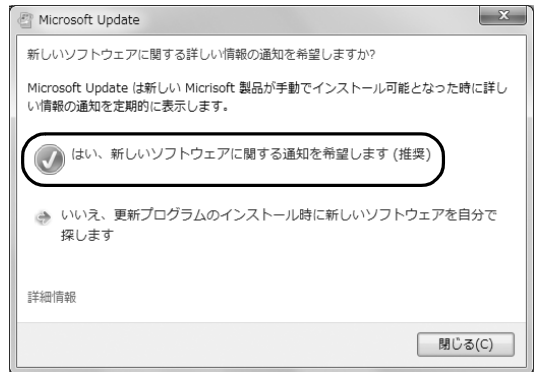 Microsoft Update
新しいソフトウェアに関する詳しい情報の通知を希望しますか?
Microsoft Update は新しい Micrisoft 製品が手動でインストール可能となった時に詳し
い情報の通知を定期的に表示します。
はい、新しいソフトウェアに関する通知を希望します (推奨)
いいえ、更新プログラムのインストール時に新しいソフトウェアを自分で
探します
詳細情報
閉じる(C)